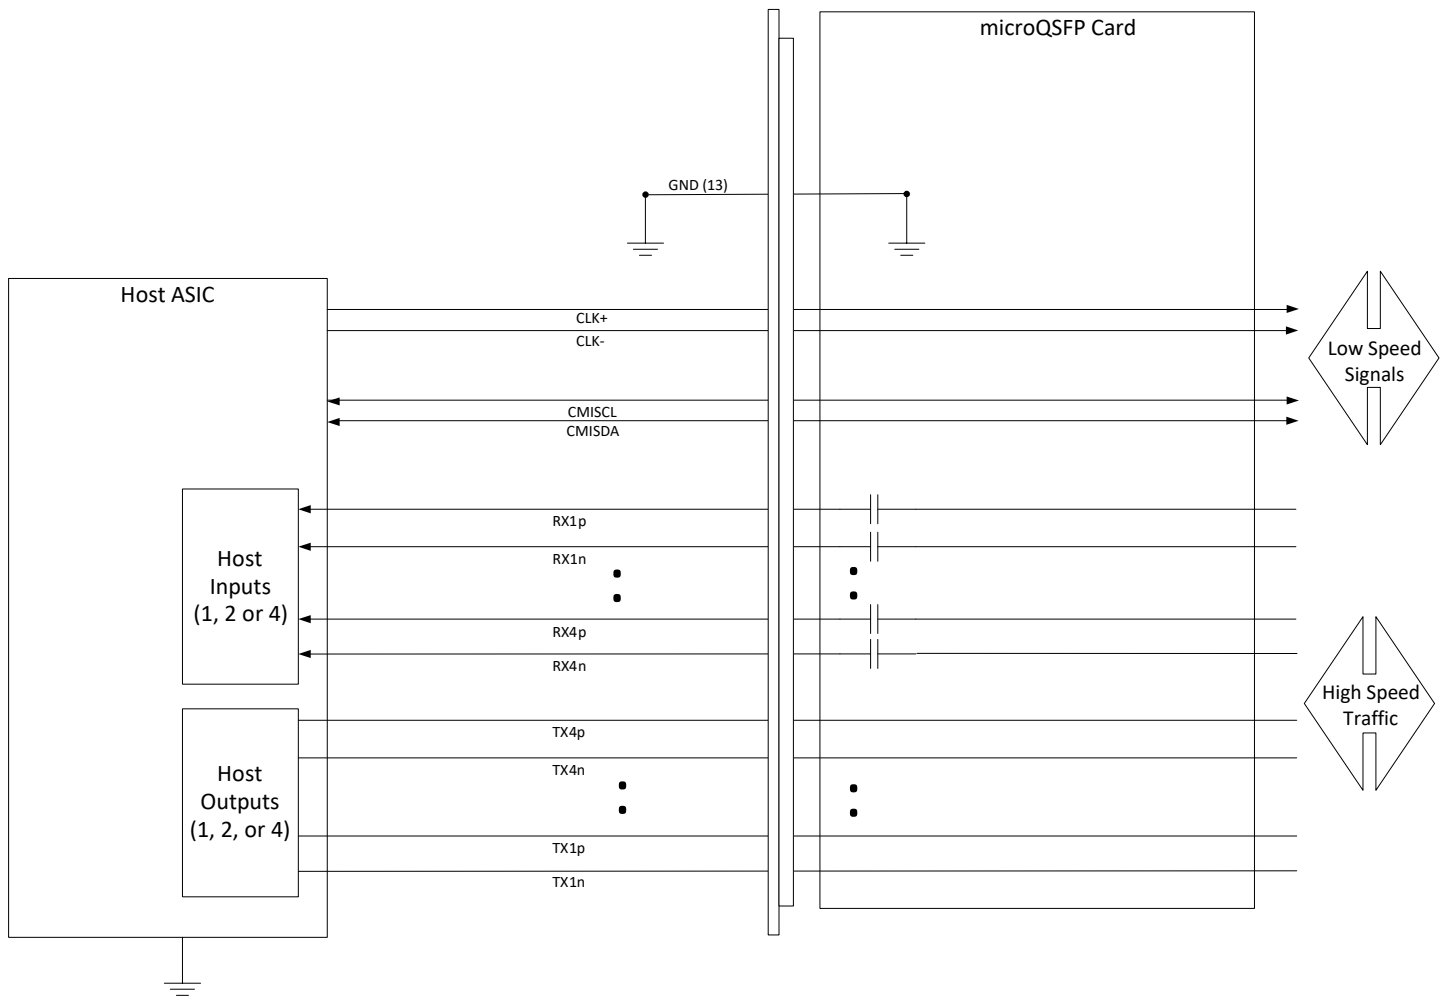 microQSFP Card
GND (13)
Host ASIC
CLK+
CLK-
Low Speed
Signals
CMISCL
CMISDA
RX1p
RX1n
Host
Inputs
(1, 2 or 4)
RX4p
RX4n
High Speed
Traffic
TX4p
TX4n
Host
Outputs
(1, 2, or 4)
TX1p
TX1n